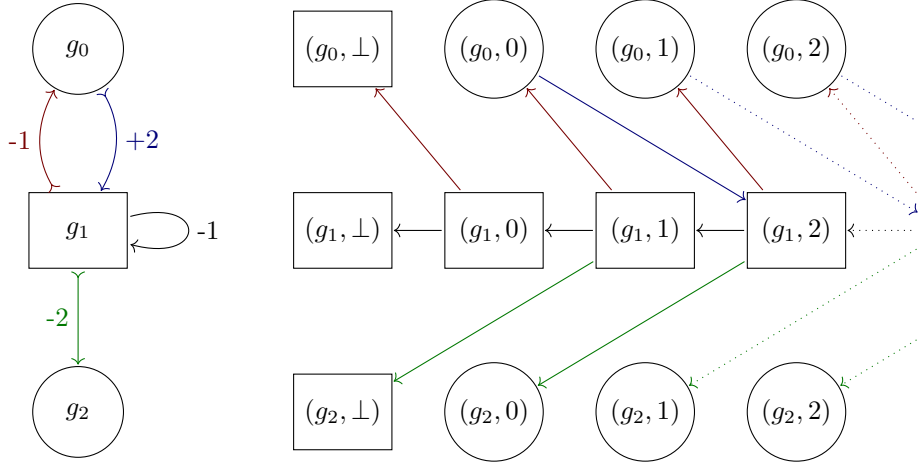 g₀ (g₀, ⊥) (g₀, 0) (g₀, 1) (g₀, 2)
-1 +2
g₁ -1 (g₁, ⊥) (g₁, 0) (g₁, 1) (g₁, 2)
-2
g₂ (g₂, ⊥) (g₂, 0) (g₂, 1) (g₂, 2)